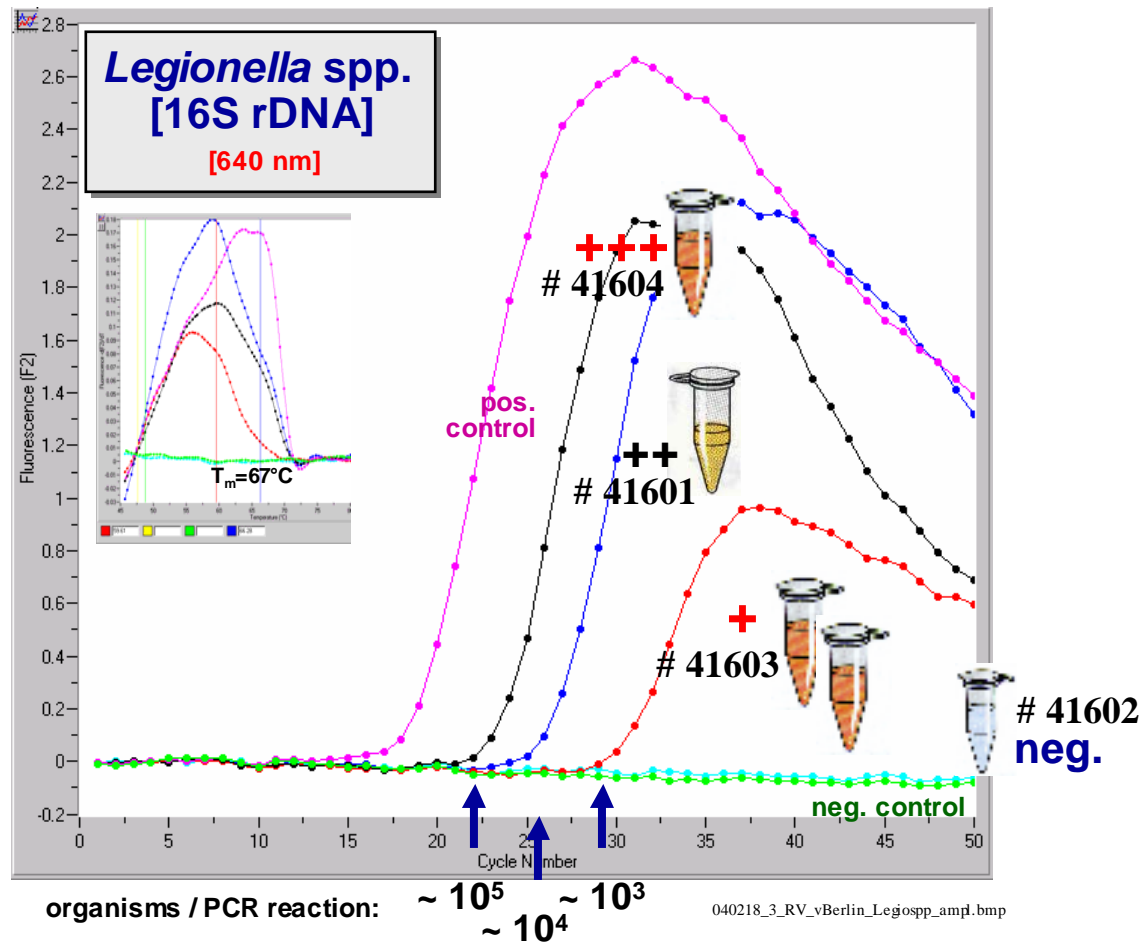 Legionella spp.
[16S rDNA]
[640 nm]
2.8
2.6
2.4
2.2
2
1.8
1.6
1.4
1.2
1
0.8
0.6
0.4
0.2
0
-0.2
Fluorescence (F2)
Tm=67°C
Temperature (°C)
pos.
control
+++
# 41604
++
# 41601
+
# 41603
# 41602
neg.
neg. control
0 5 10 15 20 25 30 35 40 45 50
Cycle Number
organisms / PCR reaction: ~ 10⁵ ~ 10⁴ ~ 10³
040218_3_RV_vBerlin_Legiospp_ampl.bmp